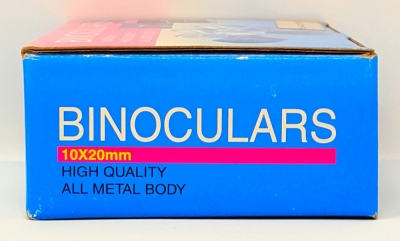 BINOCULARS
10X20mm
HIGH QUALITY
ALL METAL BODY